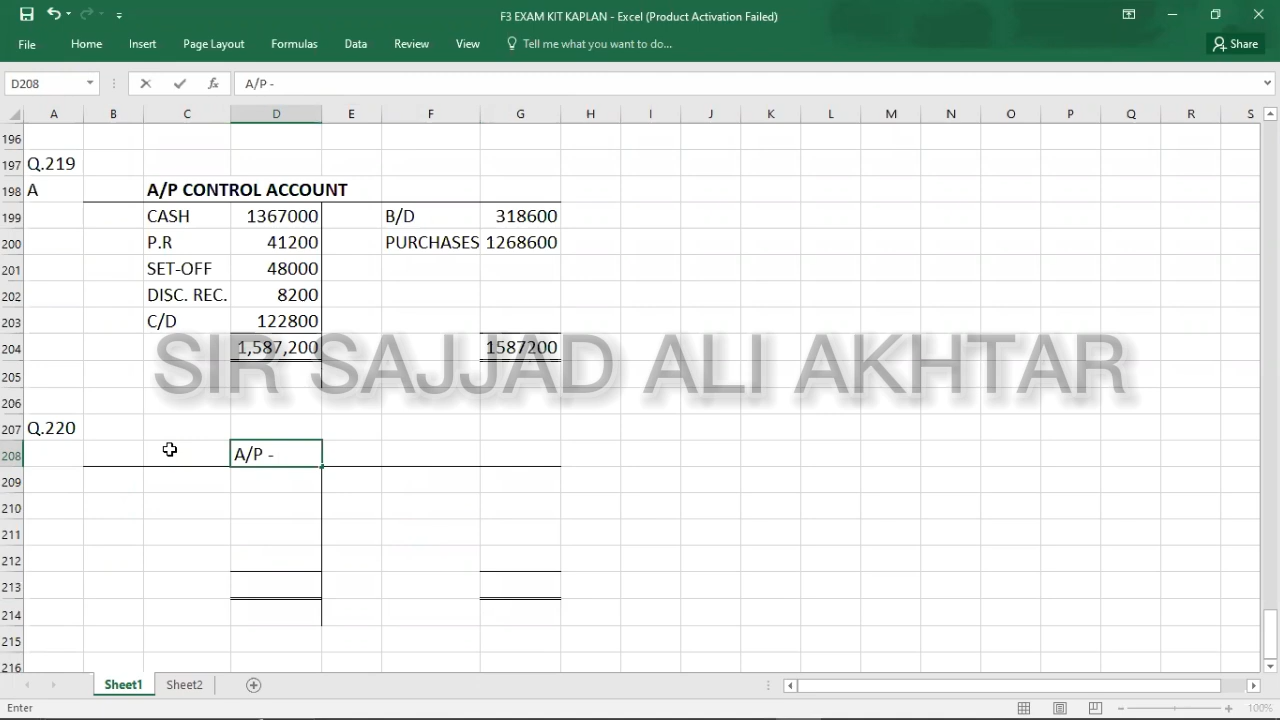 F3 EXAM KIT KAPLAN - Excel (Product Activation Failed)
File Home Insert Page Layout Formulas Data Review View Tell me what you want to do... Share
D208 fx A/P -
A B C D E F G H I J K L M N O P Q R S
196
197 Q.219
198 A A/P CONTROL ACCOUNT
199 CASH 1367000 B/D 318600
200 P.R 41200 PURCHASES 1268600
201 SET-OFF 48000
202 DISC. REC. 8200
203 C/D 122800
204 1,587,200 1587200
SIR SAJJAD ALI AKHTAR
205
206
207 Q.220
208 A/P -
209
210
211
212
213
214
215
216
Sheet1 Sheet2
Enter 100%